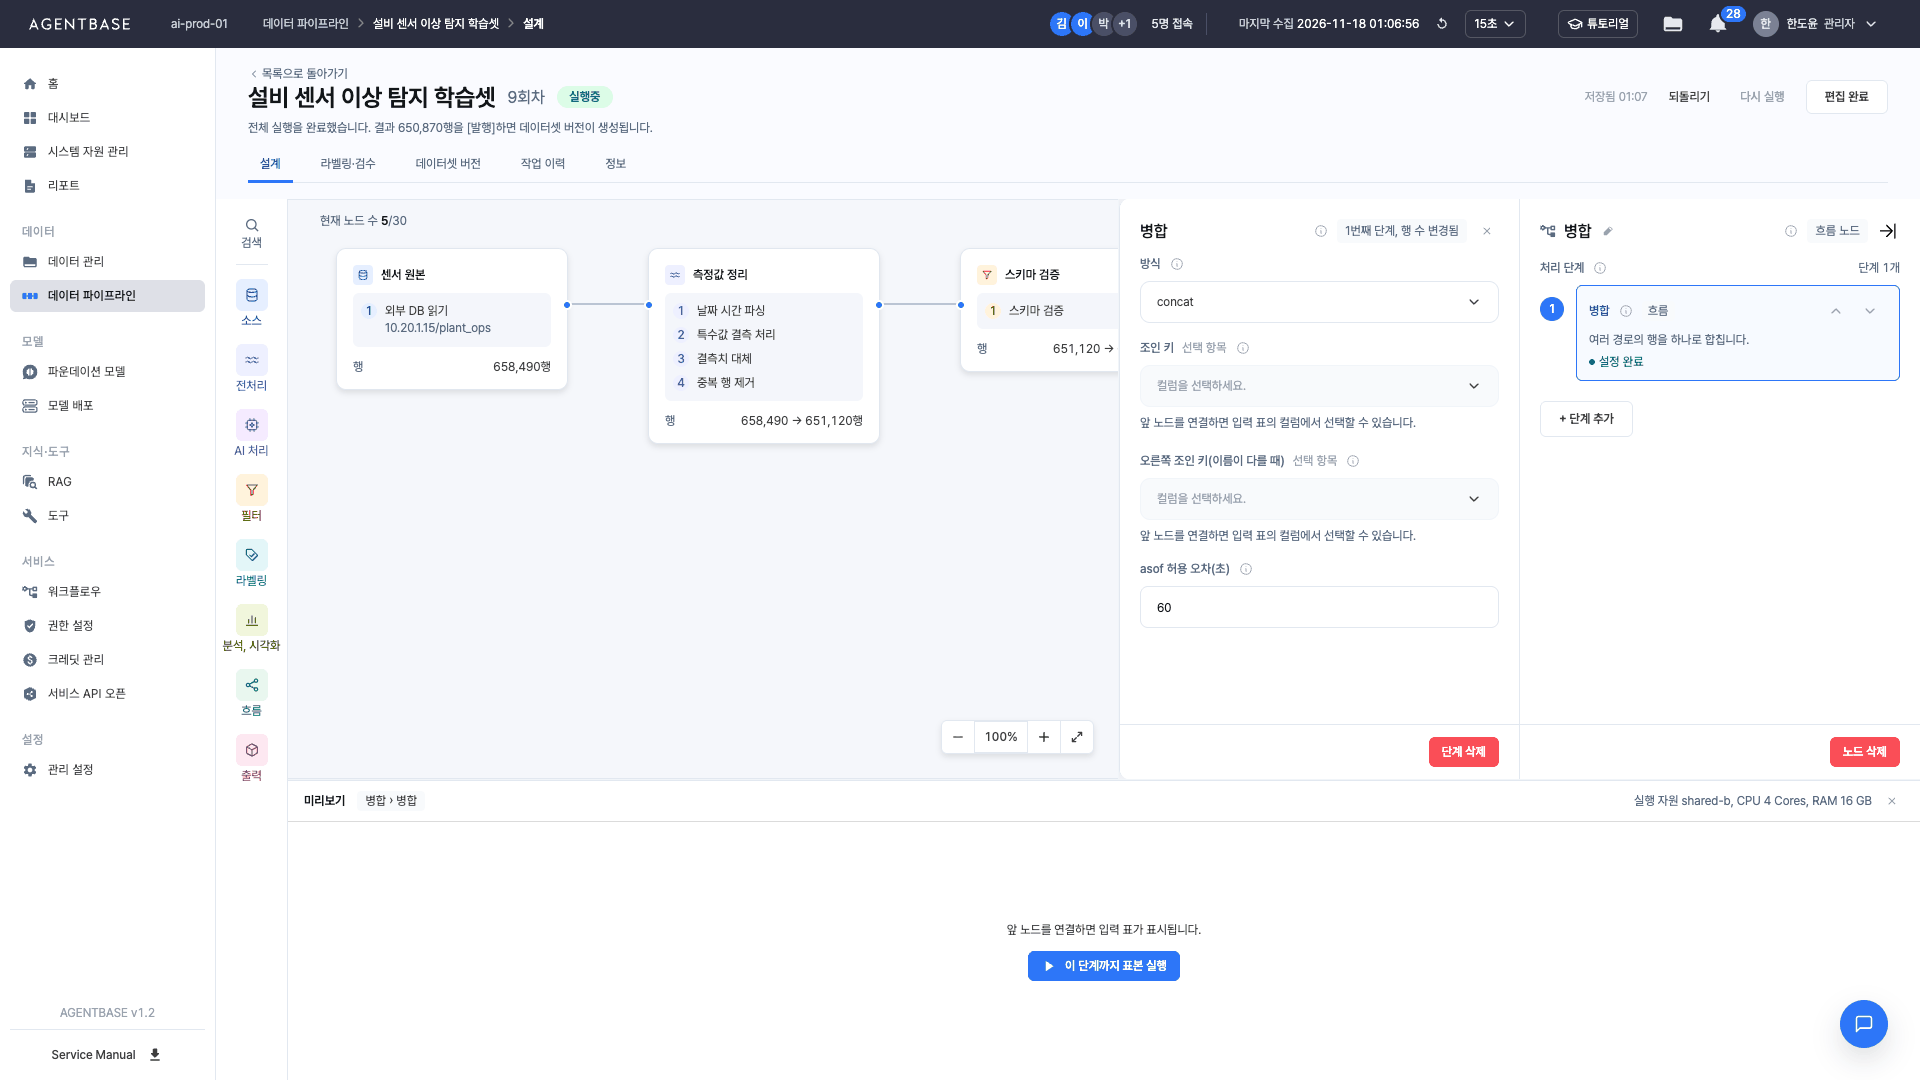 AGENTBASE
ai-prod-01
데이터 파이프라인
설비 센서 이상 탐지 학습셋
설계
김
이
박
+1
5명 접속
마지막 수집 2026-11-18 01:06:56
15초
튜토리얼
28
한
한도윤 관리자
홈
대시보드
시스템 자원 관리
리포트
데이터
데이터 관리
데이터 파이프라인
모델
파운데이션 모델
모델 배포
지식·도구
RAG
도구
서비스
워크플로우
권한 설정
크레딧 관리
서비스 API 오픈
설정
관리 설정
AGENTBASE v1.2
Service Manual
목록으로 돌아가기
설비 센서 이상 탐지 학습셋 9회차 실행중
전체 실행을 완료했습니다. 결과 650,870행을 [발행]하면 데이터셋 버전이 생성됩니다.
저장됨 01:07
되돌리기
다시 실행
편집 완료
설계
라벨링·검수
데이터셋 버전
작업 이력
정보
검색
소스
전처리
AI 처리
필터
라벨링
분석, 시각화
흐름
출력
현재 노드 수 5/30
센서 원본
1 외부 DB 읽기
10.20.1.15/plant_ops
행 658,490행
측정값 정리
1 날짜 시간 파싱
2 특수값 결측 처리
3 결측치 대체
4 중복 행 제거
행 658,490 → 651,120행
스키마 검증
1 스키마 검증
행 651,120 →
100%
병합
1번째 단계, 행 수 변경됨
방식
concat
조인 키 선택 항목
컬럼을 선택하세요.
앞 노드를 연결하면 입력 표의 컬럼에서 선택할 수 있습니다.
오른쪽 조인 키(이름이 다를 때) 선택 항목
컬럼을 선택하세요.
앞 노드를 연결하면 입력 표의 컬럼에서 선택할 수 있습니다.
asof 허용 오차(초)
60
단계 삭제
병합
흐름 노드
처리 단계
단계 1개
1
병합 흐름
여러 경로의 행을 하나로 합칩니다.
설정 완료
+ 단계 추가
노드 삭제
미리보기
병합 › 병합
실행 자원 shared-b, CPU 4 Cores, RAM 16 GB
앞 노드를 연결하면 입력 표가 표시됩니다.
이 단계까지 표본 실행